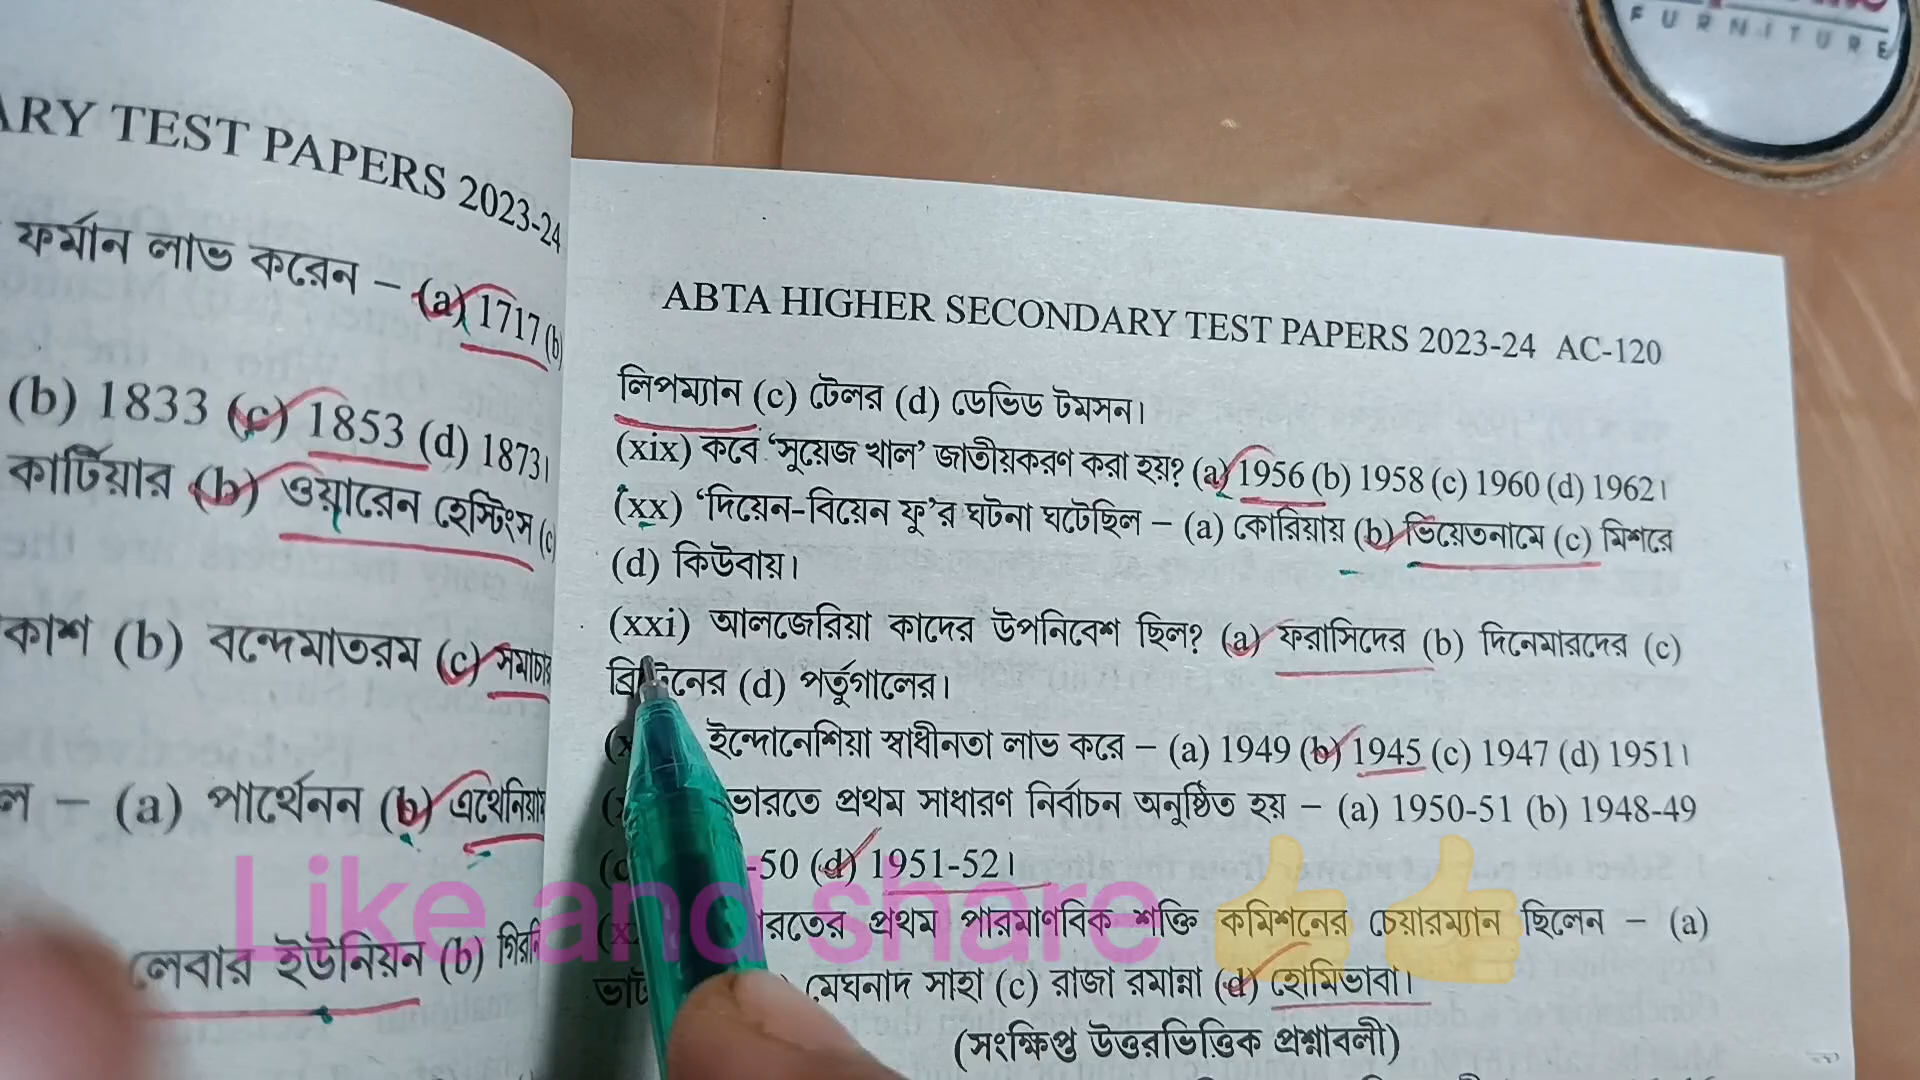 FURNITURE
ARY TEST PAPERS 2023-24
ফর্মান লাভ করেন – (a) 1717 (b)
(b) 1833 (c) 1853 (d) 1873।
কার্টিয়ার (b) ওয়ারেন হেস্টিংস (c)
কাশ (b) বন্দেমাতরম (c) সমাচার
ল – (a) পার্থেনন (b) এথেনিয়াম
লেবার ইউনিয়ন (b) গিরনি
ABTA HIGHER SECONDARY TEST PAPERS 2023-24 AC-120
লিপম্যান (c) টেলর (d) ডেভিড টমসন।
(xix) কবে ‘সুয়েজ খাল’ জাতীয়করণ করা হয়? (a) 1956 (b) 1958 (c) 1960 (d) 1962।
(xx) ‘দিয়েন-বিয়েন ফু’র ঘটনা ঘটেছিল – (a) কোরিয়ায় (b) ভিয়েতনামে (c) মিশরে
(d) কিউবায়।
(xxi) আলজেরিয়া কাদের উপনিবেশ ছিল? (a) ফরাসিদের (b) দিনেমারদের (c)
ব্রিটিনের (d) পর্তুগালের।
ইন্দোনেশিয়া স্বাধীনতা লাভ করে – (a) 1949 (b) 1945 (c) 1947 (d) 1951।
ভারতে প্রথম সাধারণ নির্বাচন অনুষ্ঠিত হয় – (a) 1950-51 (b) 1948-49
-50 (d) 1951-52।
রতের প্রথম পারমাণবিক শক্তি কমিশনের চেয়ারম্যান ছিলেন – (a)
মেঘনাদ সাহা (c) রাজা রমান্না (d) হোমিভাবা।
(সংক্ষিপ্ত উত্তরভিত্তিক প্রশ্নাবলী)
Like and share 👍👍